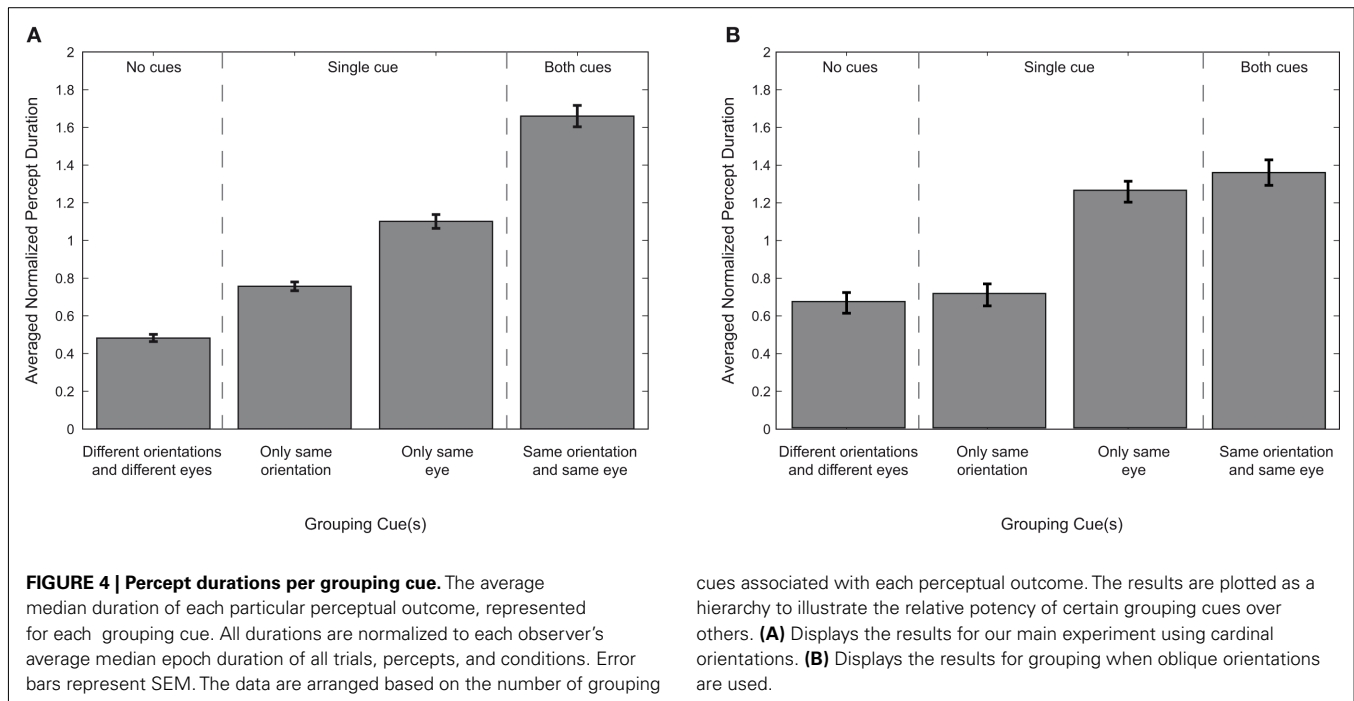 A
No cues
Single cue
Both cues
Averaged Normalized Percept Duration
2
1.8
1.6
1.4
1.2
1
0.8
0.6
0.4
0.2
0
Different orientations
and different eyes
Only same
orientation
Only same
eye
Same orientation
and same eye
Grouping Cue(s)
B
No cues
Single cue
Both cues
Averaged Normalized Percept Duration
2
1.8
1.6
1.4
1.2
1
0.8
0.6
0.4
0.2
0
Different orientations
and different eyes
Only same
orientation
Only same
eye
Same orientation
and same eye
Grouping Cue(s)
FIGURE 4 | Percept durations per grouping cue. The average
median duration of each particular perceptual outcome, represented
for each grouping cue. All durations are normalized to each observer's
average median epoch duration of all trials, percepts, and conditions. Error
bars represent SEM. The data are arranged based on the number of grouping
cues associated with each perceptual outcome. The results are plotted as a
hierarchy to illustrate the relative potency of certain grouping cues over
others. (A) Displays the results for our main experiment using cardinal
orientations. (B) Displays the results for grouping when oblique orientations
are used.